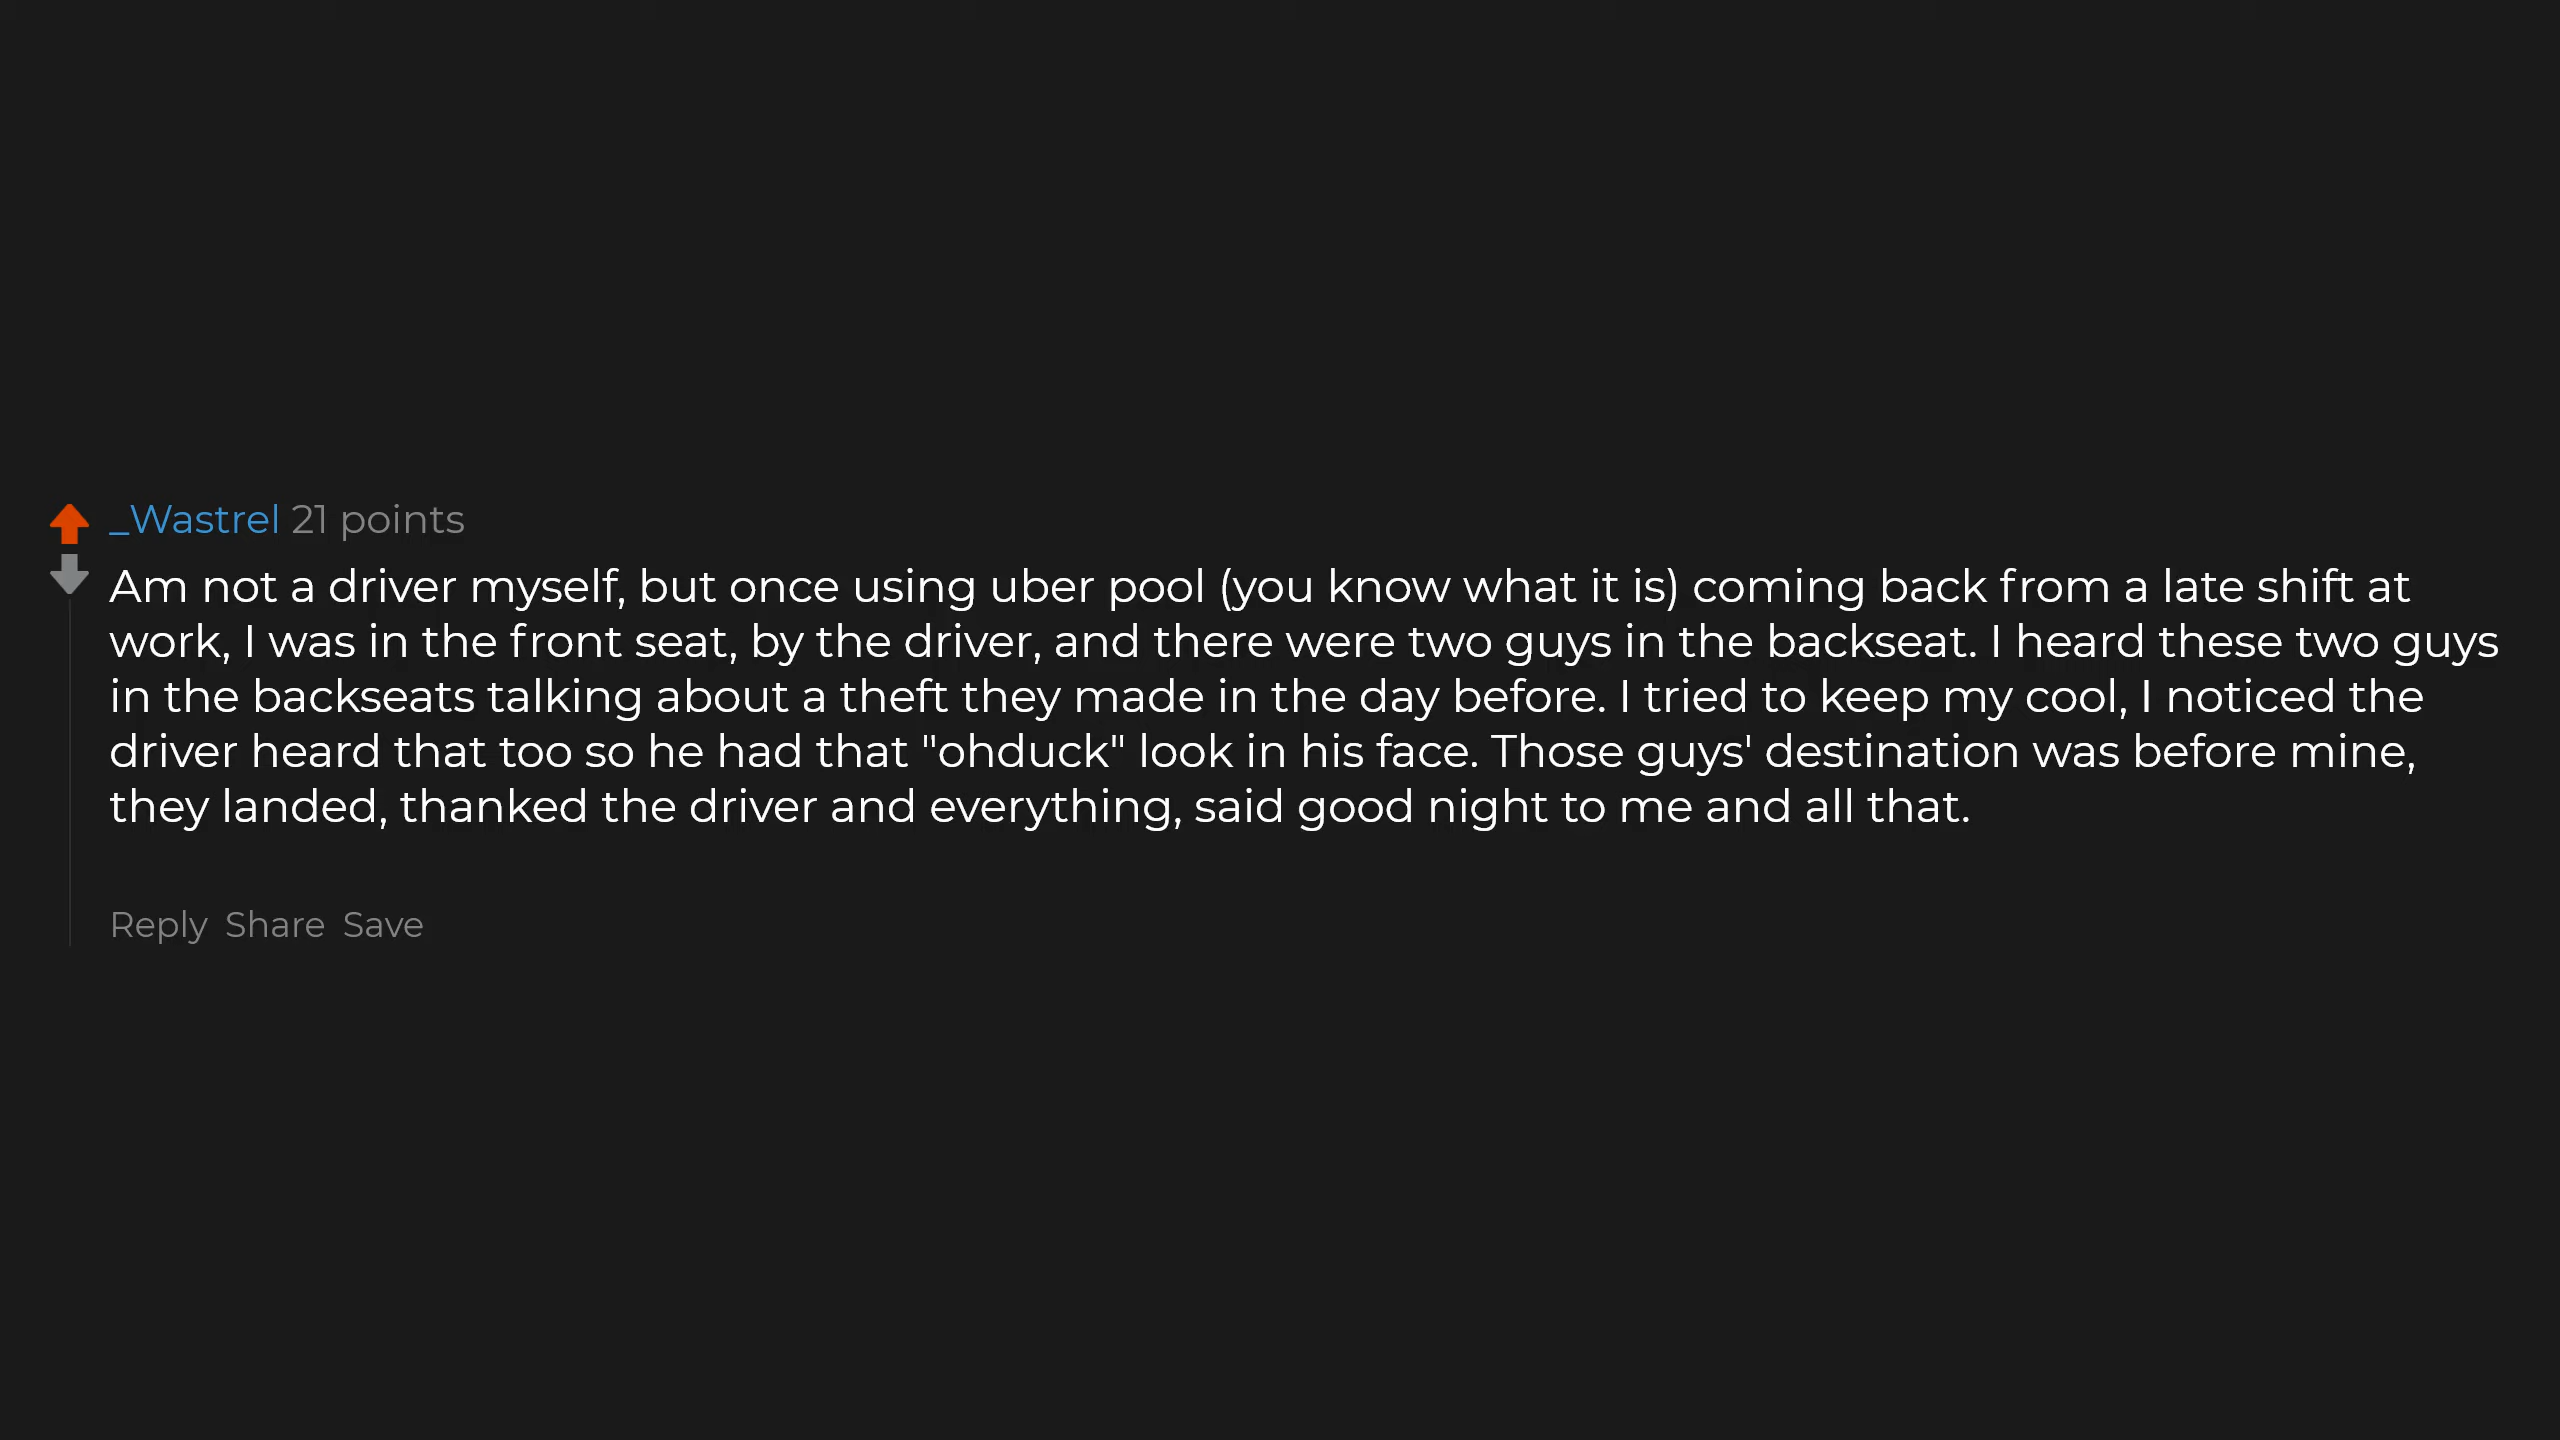 _Wastrel 21 points
Am not a driver myself, but once using uber pool (you know what it is) coming back from a late shift at
work, I was in the front seat, by the driver, and there were two guys in the backseat. I heard these two guys
in the backseats talking about a theft they made in the day before. I tried to keep my cool, I noticed the
driver heard that too so he had that "ohduck" look in his face. Those guys' destination was before mine,
they landed, thanked the driver and everything, said good night to me and all that.
Reply Share Save